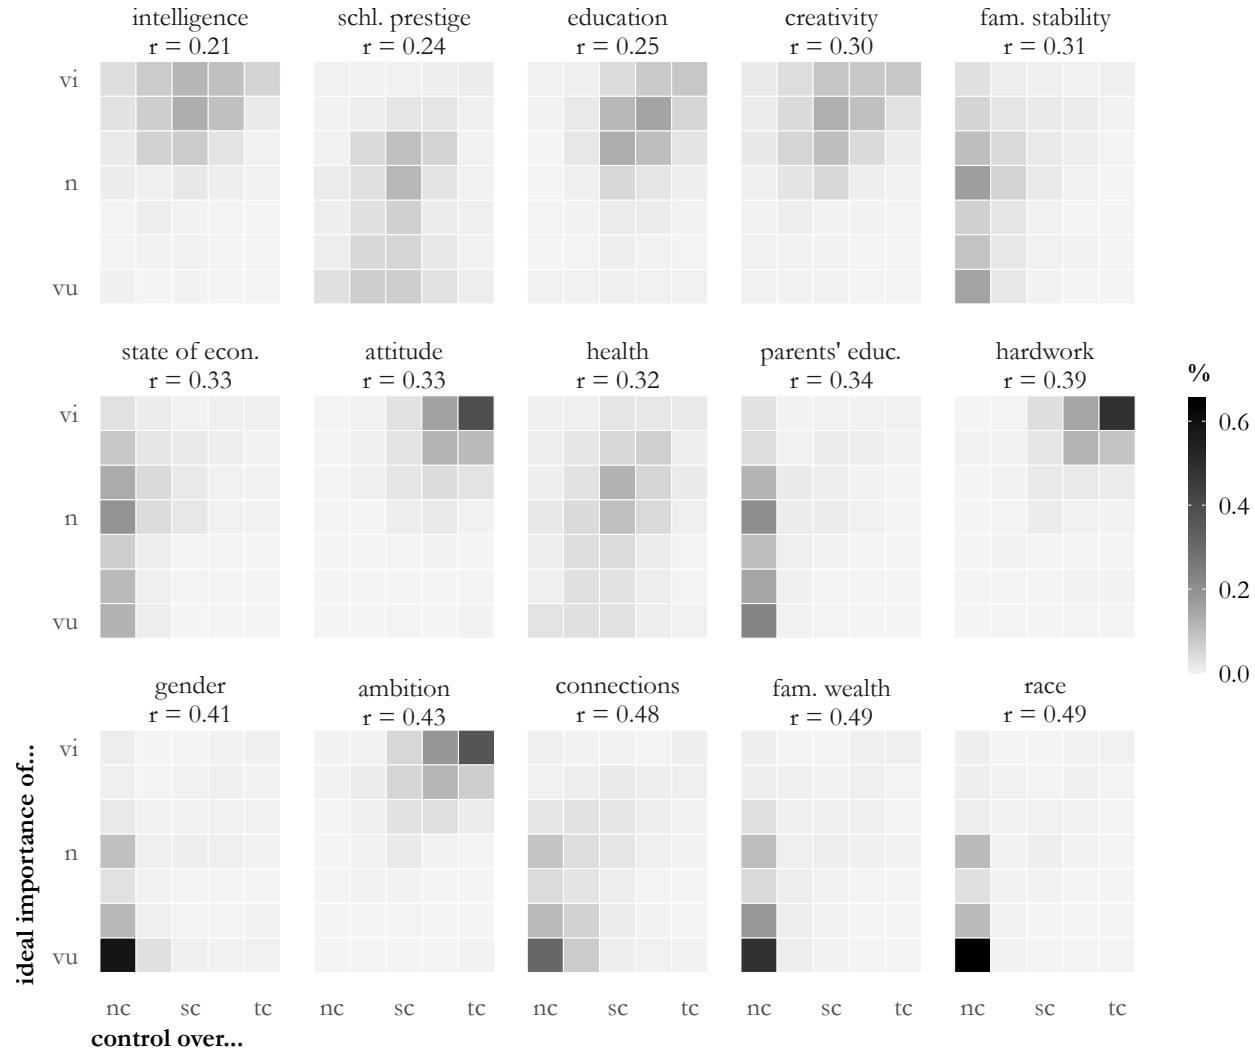 intelligence
r = 0.21
schl. prestige
r = 0.24
education
r = 0.25
creativity
r = 0.30
fam. stability
r = 0.31
vi
n
vu
state of econ.
r = 0.33
attitude
r = 0.33
health
r = 0.32
parents' educ.
r = 0.34
hardwork
r = 0.39
vi
n
vu
%
0.6
0.4
0.2
0.0
gender
r = 0.41
ambition
r = 0.43
connections
r = 0.48
fam. wealth
r = 0.49
race
r = 0.49
ideal importance of...
vi
n
vu
nc sc tc
nc sc tc
nc sc tc
nc sc tc
nc sc tc
control over...